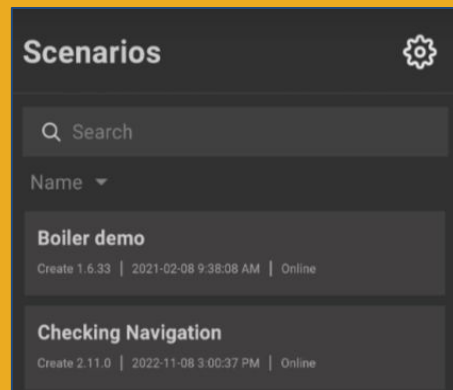 Scenarios
Search
Name
Boiler demo
Create 1.6.33 | 2021-02-08 9:38:08 AM | Online
Checking Navigation
Create 2.11.0 | 2022-11-08 3:00:37 PM | Online